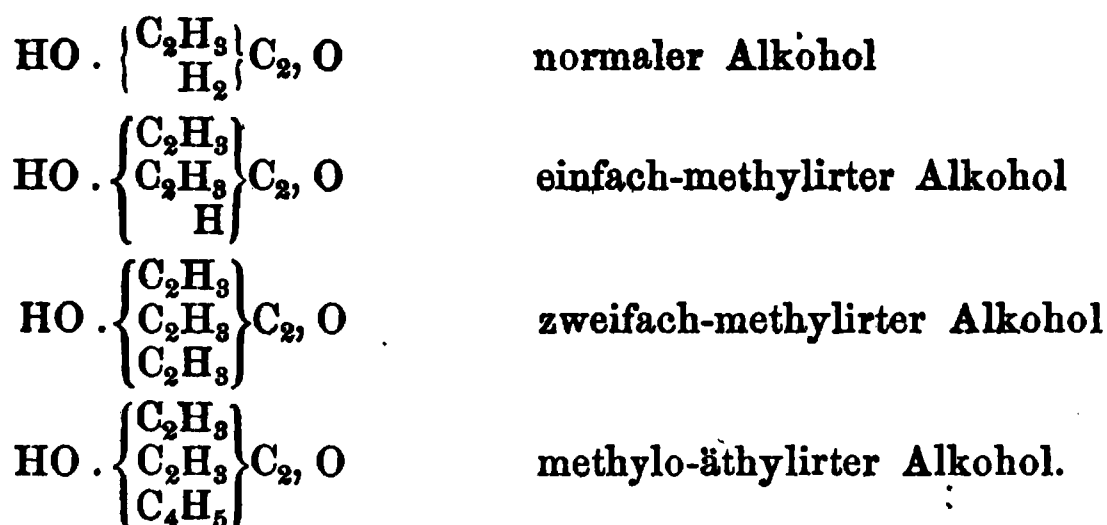 HO . { C₂H₃ / H₂ } C₂, O normaler Alkohol
HO . { C₂H₃ / C₂H₃ / H } C₂, O einfach-methylirter Alkohol
HO . { C₂H₃ / C₂H₃ / C₂H₃ } C₂, O zweifach-methylirter Alkohol
HO . { C₂H₃ / C₂H₃ / C₄H₅ } C₂, O methylo-äthylirter Alkohol.